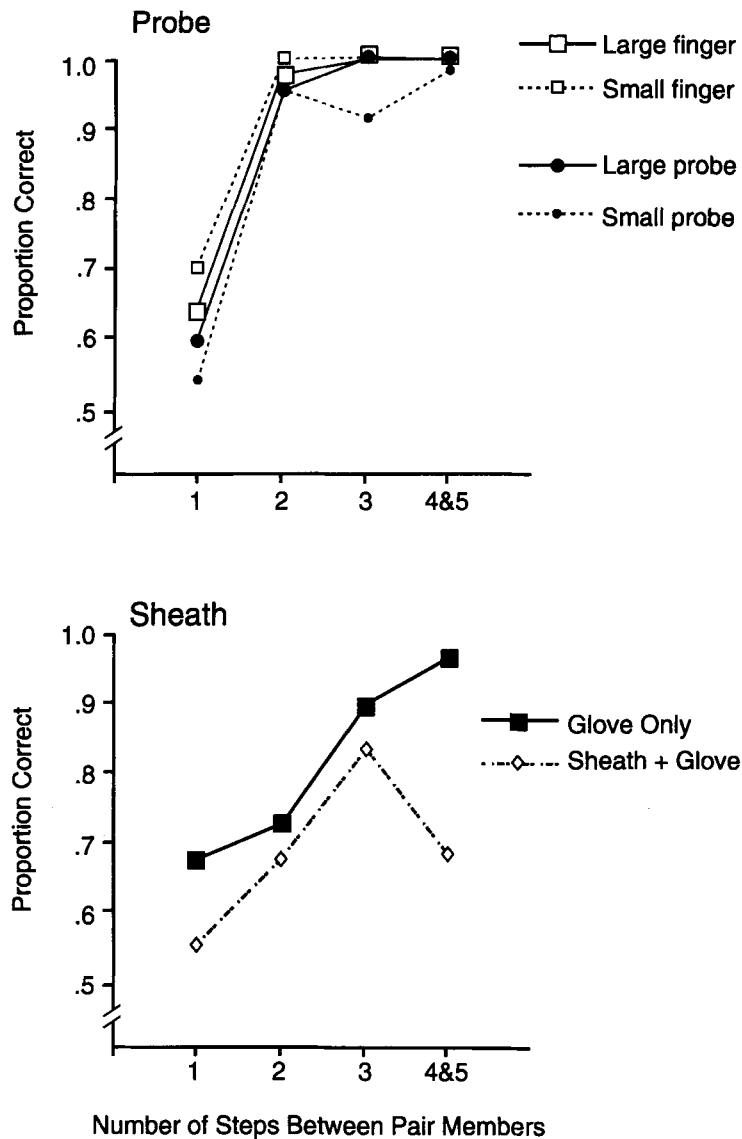 Probe
Large finger
Small finger
Large probe
Small probe
Proportion Correct
1.0
.9
.8
.7
.6
.5
1 2 3 4&5
Sheath
Glove Only
Sheath + Glove
Proportion Correct
1.0
.9
.8
.7
.6
.5
1 2 3 4&5
Number of Steps Between Pair Members